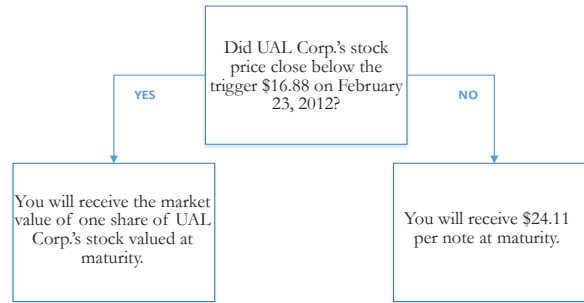 Did UAL Corp.'s stock
price close below the
trigger $16.88 on February
23, 2012?
YES
NO
You will receive the market
value of one share of UAL
Corp.'s stock valued at
maturity.
You will receive $24.11
per note at maturity.